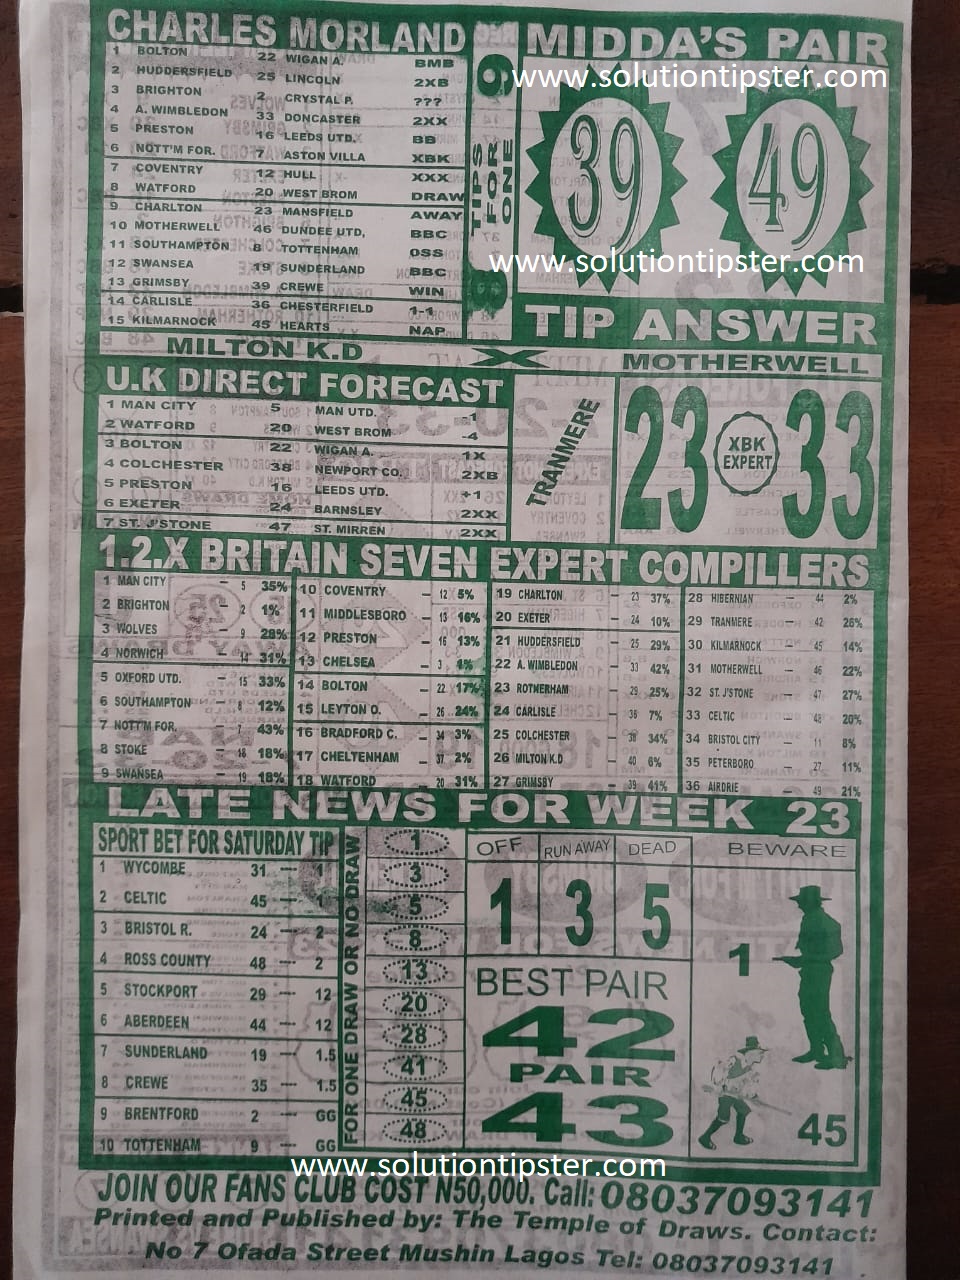 CHARLES MORLAND
1 BOLTON 22 WIGAN A. BMB
2 HUDDERSFIELD 25 LINCOLN 2XB
3 BRIGHTON 2 CRYSTAL P. ???
4 A. WIMBLEDON 33 DONCASTER 2XX
5 PRESTON 16 LEEDS UTD. BB
6 NOTT'M FOR. 7 ASTON VILLA XBK
7 COVENTRY 12 HULL XXX
8 WATFORD 20 WEST BROM DRAW
9 CHARLTON 23 MANSFIELD AWAY
10 MOTHERWELL 46 DUNDEE UTD, BBC
11 SOUTHAMPTON 8 TOTTENHAM OSS
12 SWANSEA 19 SUNDERLAND BBC
13 GRIMSBY 39 CREWE WIN
14 CARLISLE 36 CHESTERFIELD 1-1
15 KILMARNOCK 45 HEARTS NAP
9
TIPS FOR ONE
8
MIDDA'S PAIR
www.solutiontipster.com
39 49
www.solutiontipster.com
TIP ANSWER
MILTON K.D X MOTHERWELL
U.K DIRECT FORECAST
1 MAN CITY 5 MAN UTD. -1
2 WATFORD 20 WEST BROM -4
3 BOLTON 22 WIGAN A. 1X
4 COLCHESTER 38 NEWPORT CO. 2XB
5 PRESTON 16 LEEDS UTD. +1
6 EXETER 24 BARNSLEY 2XX
7 ST. J'STONE 47 ST. MIRREN 2XX
TRANMERE
23 XBK EXPERT 33
1.2.X BRITAIN SEVEN EXPERT COMPILLERS
1 MAN CITY – 5 35%
2 BRIGHTON – 2 1%
3 WOLVES – 9 28%
4 NORWICH 14 31%
5 OXFORD UTD. – 15 33%
6 SOUTHAMPTON – 8 12%
7 NOTT'M FOR. – 7 43%
8 STOKE – 18 18%
9 SWANSEA – 19 18%
10 COVENTRY – 12 5%
11 MIDDLESBORO – 13 16%
12 PRESTON – 16 13%
13 CHELSEA – 3 4%
14 BOLTON – 22 17%
15 LEYTON O. – 26 24%
16 BRADFORD C. – 34 3%
17 CHELTENHAM – 37 2%
18 WATFORD – 20 31%
19 CHARLTON – 23 37%
20 EXETER – 24 10%
21 HUDDERSFIELD – 25 29%
22 A. WIMBLEDON – 33 42%
23 ROTHERHAM – 29 25%
24 CARLISLE – 36 7%
25 COLCHESTER – 38 34%
26 MILTON K.D – 40 6%
27 GRIMSBY – 39 41%
28 HIBERNIAN – 44 2%
29 TRANMERE – 42 26%
30 KILMARNOCK – 45 14%
31 MOTHERWELL – 46 22%
32 ST. J'STONE – 47 27%
33 CELTIC – 48 20%
34 BRISTOL CITY – 11 8%
35 PETERBORO – 27 11%
36 AIRDRIE – 49 21%
LATE NEWS FOR WEEK 23
SPORT BET FOR SATURDAY TIP
1 WYCOMBE 31 — 1
2 CELTIC 45 — 1
3 BRISTOL R. 24 — 2
4 ROSS COUNTY 48 — 2
5 STOCKPORT 29 — 12
6 ABERDEEN 44 — 12
7 SUNDERLAND 19 — 1.5
8 CREWE 35 — 1.5
9 BRENTFORD 2 — GG
10 TOTTENHAM 9 — GG
FOR ONE DRAW OR NO DRAW
1
3
5
8
13
20
28
41
45
48
OFF RUN AWAY DEAD
1 3 5
BEST PAIR
42
PAIR
43
BEWARE
1
45
www.solutiontipster.com
JOIN OUR FANS CLUB COST N50,000. Call: 08037093141
Printed and Published by: The Temple of Draws. Contact:
No 7 Ofada Street Mushin Lagos Tel: 08037093141